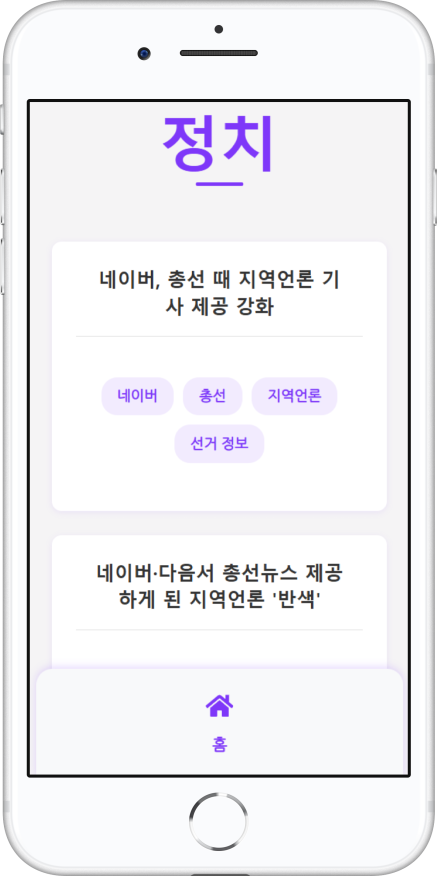 정치
네이버, 총선 때 지역언론 기
사 제공 강화
네이버 총선 지역언론
선거 정보
네이버·다음서 총선뉴스 제공
하게 된 지역언론 '반색'
홈